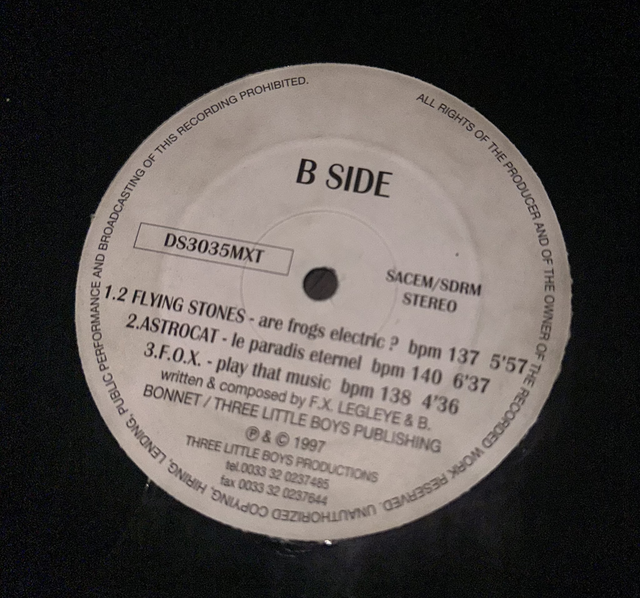 B SIDE
DS3035MXT
SACEM/SDRM
STEREO
1.2 FLYING STONES - are frogs electric ? bpm 137 5'57
2.ASTROCAT - le paradis eternel bpm 140 6'37
3.F.O.X. - play that music bpm 138 4'36
written & composed by F.X. LEGLEYE & B.
BONNET / THREE LITTLE BOYS PUBLISHING
℗ & © 1997
THREE LITTLE BOYS PRODUCTIONS
tel.0033 32 0237485
fax 0033 32 0237644
ALL RIGHTS OF THE PRODUCER AND OF THE OWNER OF THE RECORDED WORK RESERVED. UNAUTHORIZED COPYING, HIRING, LENDING, PUBLIC PERFORMANCE AND BROADCASTING OF THIS RECORDING PROHIBITED.